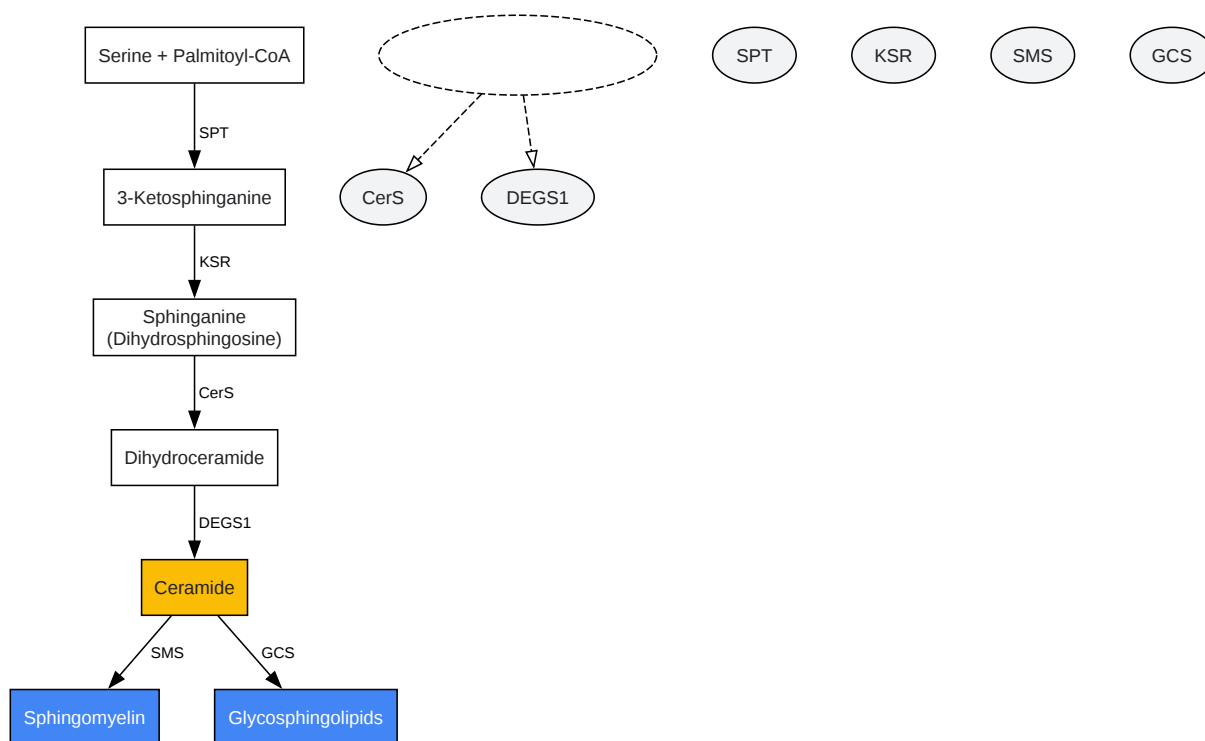 Serine + Palmitoyl-CoA
SPT
KSR
SMS
GCS
SPT
3-Ketosphinganine
CerS
DEGS1
KSR
Sphinganine
(Dihydrosphingosine)
CerS
Dihydroceramide
DEGS1
Ceramide
SMS
GCS
Sphingomyelin
Glycosphingolipids